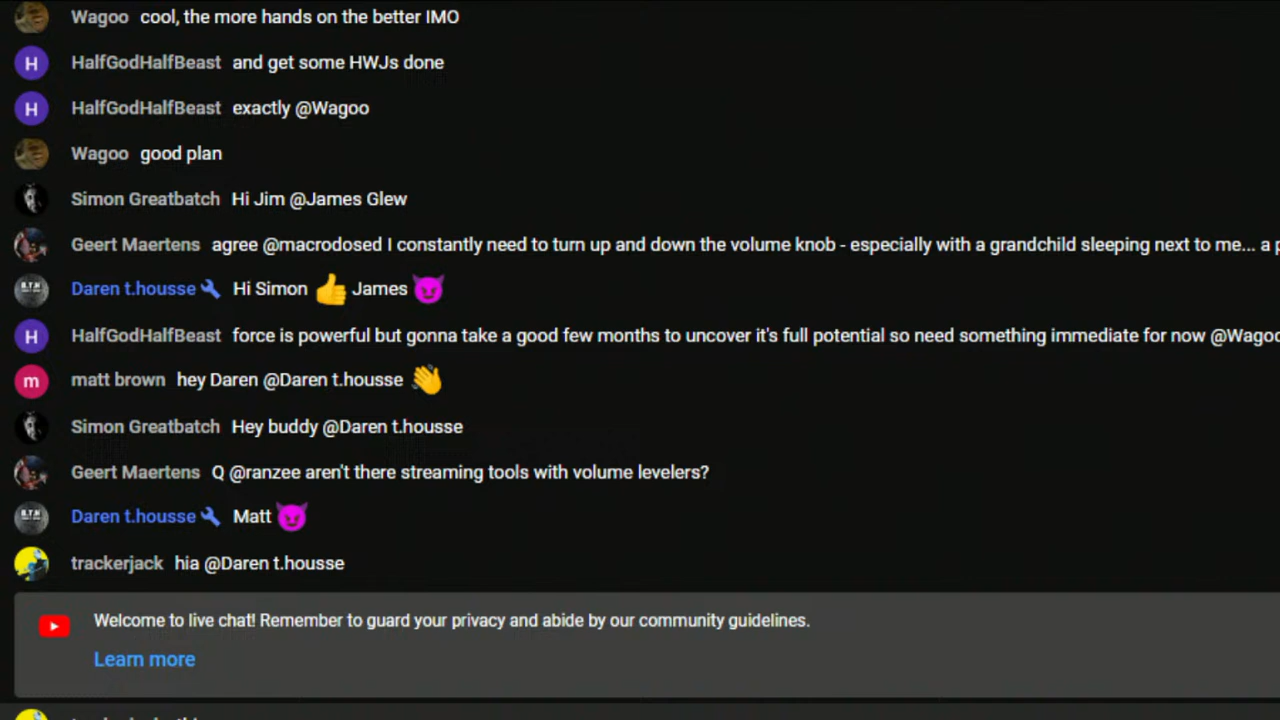 Wagoo cool, the more hands on the better IMO
H HalfGodHalfBeast and get some HWJs done
H HalfGodHalfBeast exactly @Wagoo
Wagoo good plan
Simon Greatbatch Hi Jim @James Glew
Geert Maertens agree @macrodosed I constantly need to turn up and down the volume knob - especially with a grandchild sleeping next to me... a
Daren t.housse Hi Simon 👍 James 😈
H HalfGodHalfBeast force is powerful but gonna take a good few months to uncover it's full potential so need something immediate for now @Wagoo
m matt brown hey Daren @Daren t.housse 👋
Simon Greatbatch Hey buddy @Daren t.housse
Geert Maertens Q @ranzee aren't there streaming tools with volume levelers?
Daren t.housse Matt 😈
trackerjack hia @Daren t.housse
Welcome to live chat! Remember to guard your privacy and abide by our community guidelines.
Learn more